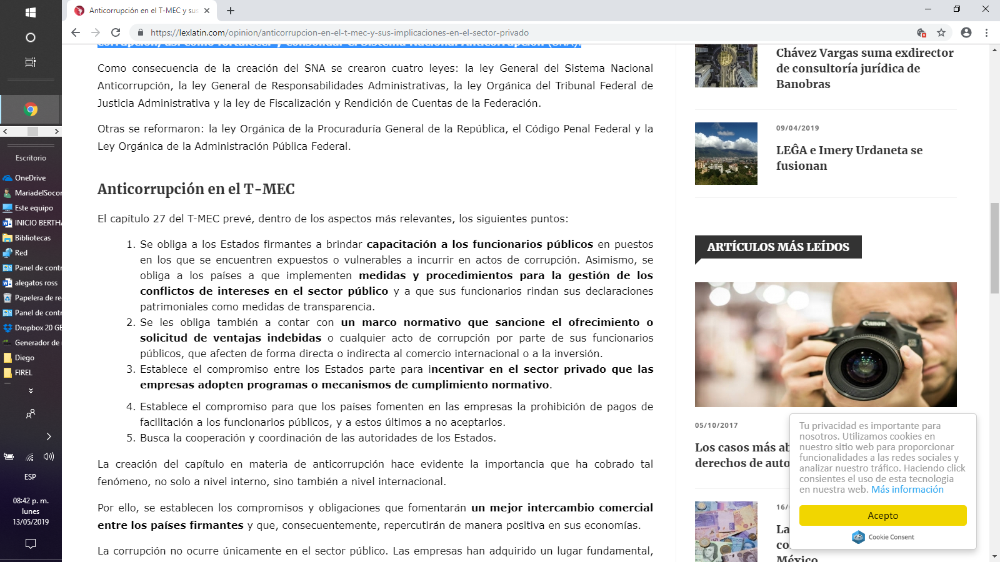 Anticorrupción en el T-MEC y sus
https://lexlatin.com/opinion/anticorrupcion-en-el-t-mec-y-sus-implicaciones-en-el-sector-privado
Escritorio
OneDrive
MariadelSocor
Este equipo
INICIO BERTHA
Bibliotecas
Red
Panel de contr
alegatos ross
Papelera de re
Panel de contr
Dropbox 20 GB
Generador de
Diego
FIREL
ESP
08:42 p. m.
lunes
13/05/2019
corrupción, así como fortalecer y consolidar el Sistema Nacional Anticorrupción (SNA).
Como consecuencia de la creación del SNA se crearon cuatro leyes: la ley General del Sistema Nacional
Anticorrupción, la ley General de Responsabilidades Administrativas, la ley Orgánica del Tribunal Federal de
Justicia Administrativa y la ley de Fiscalización y Rendición de Cuentas de la Federación.
Otras se reformaron: la ley Orgánica de la Procuraduría General de la República, el Código Penal Federal y la
Ley Orgánica de la Administración Pública Federal.
Anticorrupción en el T-MEC
El capítulo 27 del T-MEC prevé, dentro de los aspectos más relevantes, los siguientes puntos:
1. Se obliga a los Estados firmantes a brindar capacitación a los funcionarios públicos en puestos
en los que se encuentren expuestos o vulnerables a incurrir en actos de corrupción. Asimismo, se
obliga a los países a que implementen medidas y procedimientos para la gestión de los
conflictos de intereses en el sector público y a que sus funcionarios rindan sus declaraciones
patrimoniales como medidas de transparencia.
2. Se les obliga también a contar con un marco normativo que sancione el ofrecimiento o
solicitud de ventajas indebidas o cualquier acto de corrupción por parte de sus funcionarios
públicos, que afecten de forma directa o indirecta al comercio internacional o a la inversión.
3. Establece el compromiso entre los Estados parte para incentivar en el sector privado que las
empresas adopten programas o mecanismos de cumplimiento normativo.
4. Establece el compromiso para que los países fomenten en las empresas la prohibición de pagos de
facilitación a los funcionarios públicos, y a estos últimos a no aceptarlos.
5. Busca la cooperación y coordinación de las autoridades de los Estados.
La creación del capítulo en materia de anticorrupción hace evidente la importancia que ha cobrado tal
fenómeno, no solo a nivel interno, sino también a nivel internacional.
Por ello, se establecen los compromisos y obligaciones que fomentarán un mejor intercambio comercial
entre los países firmantes y que, consecuentemente, repercutirán de manera positiva en sus economías.
La corrupción no ocurre únicamente en el sector público. Las empresas han adquirido un lugar fundamental,
Chávez Vargas suma exdirector
de consultoría jurídica de
Banobras
09/04/2019
LEĜA e Imery Urdaneta se
fusionan
ARTÍCULOS MÁS LEÍDOS
Canon
05/10/2017
Los casos más ab
derechos de auto
16/0
La
co
México
Tu privacidad es importante para
nosotros. Utilizamos cookies en
nuestro sitio web para proporcionar
funcionalidades a las redes sociales y
analizar nuestro tráfico. Haciendo click
consientes el uso de esta tecnologia
en nuestra web. Más información
Acepto
Cookie Consent